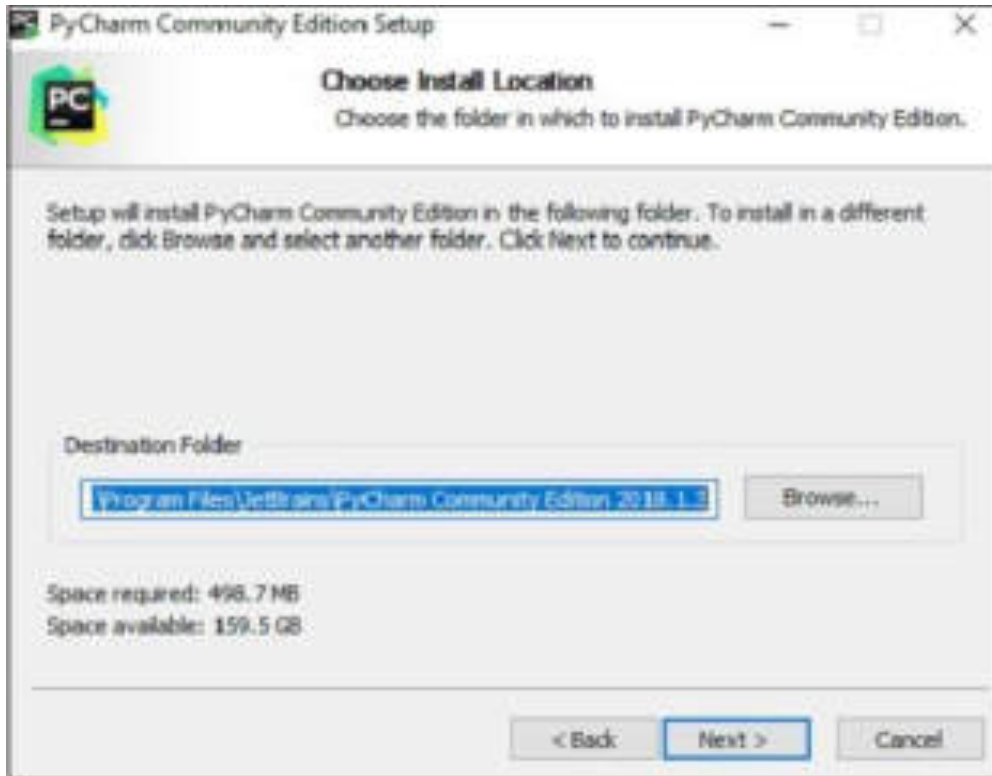 PyCharm Community Edition Setup
PC
Choose Install Location
Choose the folder in which to install PyCharm Community Edition.
Setup will install PyCharm Community Edition in the following folder. To install in a different
folder, click Browse and select another folder. Click Next to continue.
Destination Folder
\Program Files\JetBrains\PyCharm Community Edition 2018.1.3
Browse...
Space required: 498.7 MB
Space available: 159.5 GB
< Back
Next >
Cancel